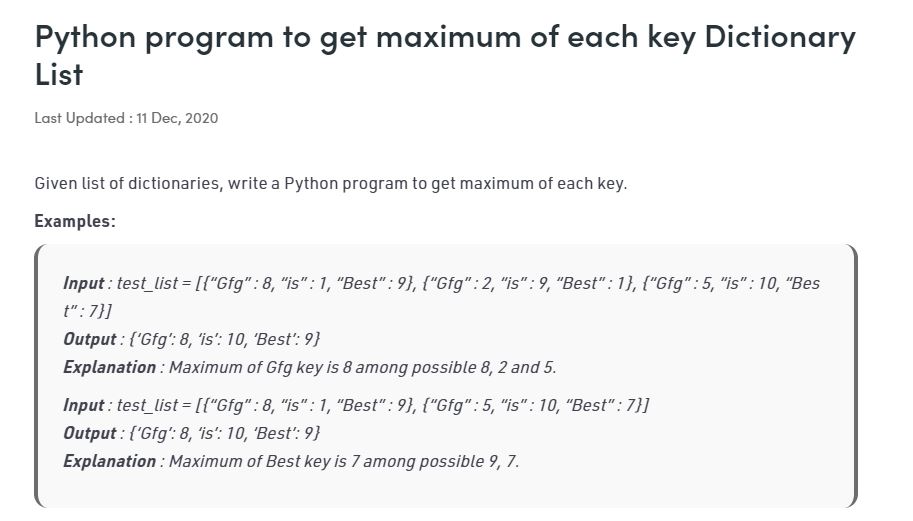 Python program to get maximum of each key Dictionary
List
Last Updated : 11 Dec, 2020
Given list of dictionaries, write a Python program to get maximum of each key.
Examples:
Input : test_list = [{“Gfg” : 8, “is” : 1, “Best” : 9}, {“Gfg” : 2, “is” : 9, “Best” : 1}, {“Gfg” : 5, “is” : 10, “Bes
t” : 7}]
Output : {‘Gfg’: 8, ‘is’: 10, ‘Best’: 9}
Explanation : Maximum of Gfg key is 8 among possible 8, 2 and 5.
Input : test_list = [{“Gfg” : 8, “is” : 1, “Best” : 9}, {“Gfg” : 5, “is” : 10, “Best” : 7}]
Output : {‘Gfg’: 8, ‘is’: 10, ‘Best’: 9}
Explanation : Maximum of Best key is 7 among possible 9, 7.